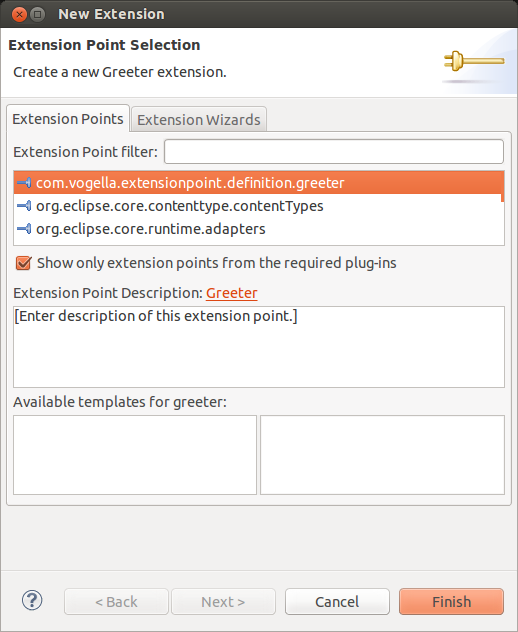 New Extension
Extension Point Selection
Create a new Greeter extension.
Extension Points
Extension Wizards
Extension Point filter:
com.vogella.extensionpoint.definition.greeter
org.eclipse.core.contenttype.contentTypes
org.eclipse.core.runtime.adapters
Show only extension points from the required plug-ins
Extension Point Description: Greeter
[Enter description of this extension point.]
Available templates for greeter:
?
< Back
Next >
Cancel
Finish